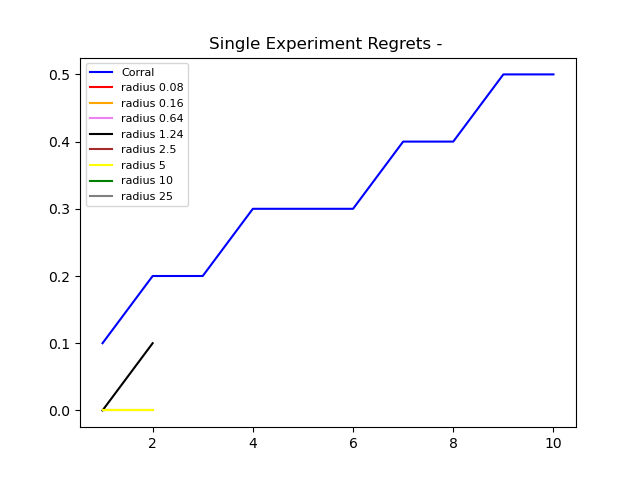 Single Experiment Regrets -
Corral
radius 0.08
radius 0.16
radius 0.64
radius 1.24
radius 2.5
radius 5
radius 10
radius 25
0.5
0.4
0.3
0.2
0.1
0.0
2 4 6 8 10